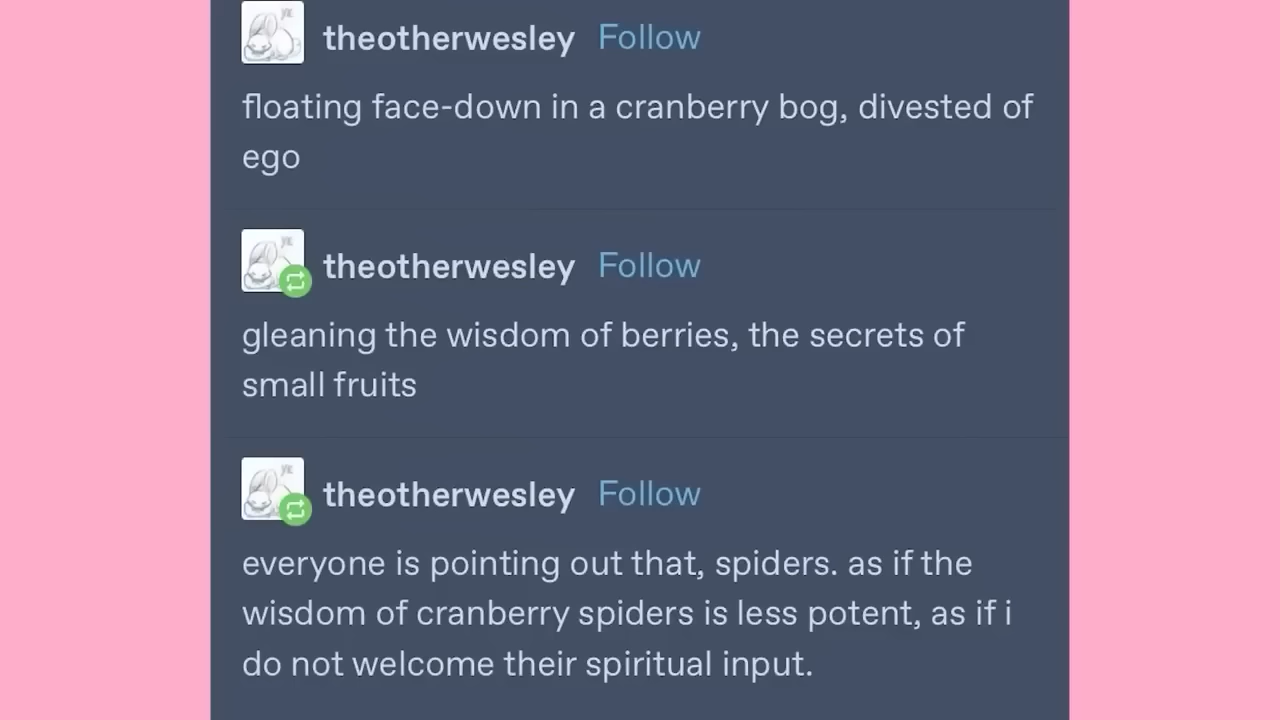 theotherwesley Follow
floating face-down in a cranberry bog, divested of
ego
theotherwesley Follow
gleaning the wisdom of berries, the secrets of
small fruits
theotherwesley Follow
everyone is pointing out that, spiders. as if the
wisdom of cranberry spiders is less potent, as if i
do not welcome their spiritual input.